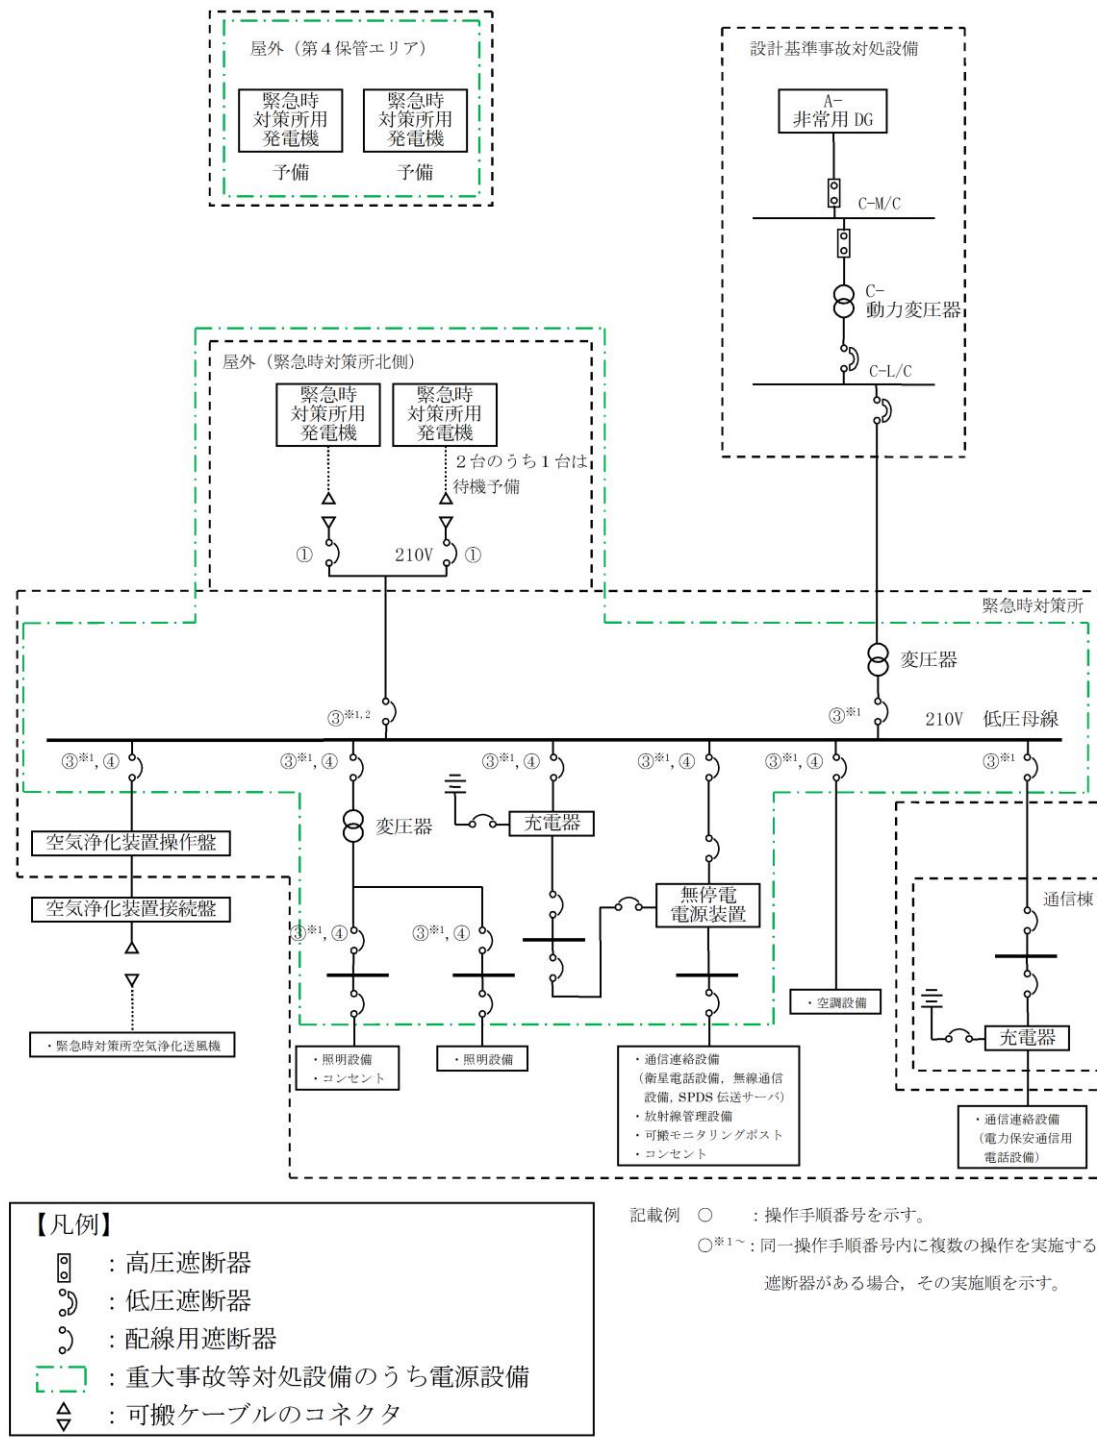 屋外（第４保管エリア）
緊急時
対策所用
発電機
予備
緊急時
対策所用
発電機
予備
設計基準事故対処設備
A-
非常用 DG
C-M/C
C-
動力変圧器
C-L/C
屋外（緊急時対策所北側）
緊急時
対策所用
発電機
緊急時
対策所用
発電機
２台のうち１台は
待機予備
①
210V
①
緊急時対策所
変圧器
③※1,2
③※1
210V 低圧母線
③※1, ④
③※1, ④
③※1, ④
③※1, ④
③※1, ④
③※1
空気浄化装置操作盤
空気浄化装置接続盤
・緊急時対策所空気浄化送風機
変圧器
③※1, ④
③※1, ④
・照明設備
・コンセント
・照明設備
充電器
無停電
電源装置
・通信連絡設備
（衛星電話設備，無線通信
設備, SPDS 伝送サーバ）
・放射線管理設備
・可搬モニタリングポスト
・コンセント
・空調設備
通信棟
充電器
・通信連絡設備
（電力保安通信用
電話設備）
【凡例】
：高圧遮断器
：低圧遮断器
：配線用遮断器
：重大事故等対処設備のうち電源設備
：可搬ケーブルのコネクタ
記載例 ○ ：操作手順番号を示す。
○※1～：同一操作手順番号内に複数の操作を実施する
遮断器がある場合，その実施順を示す。